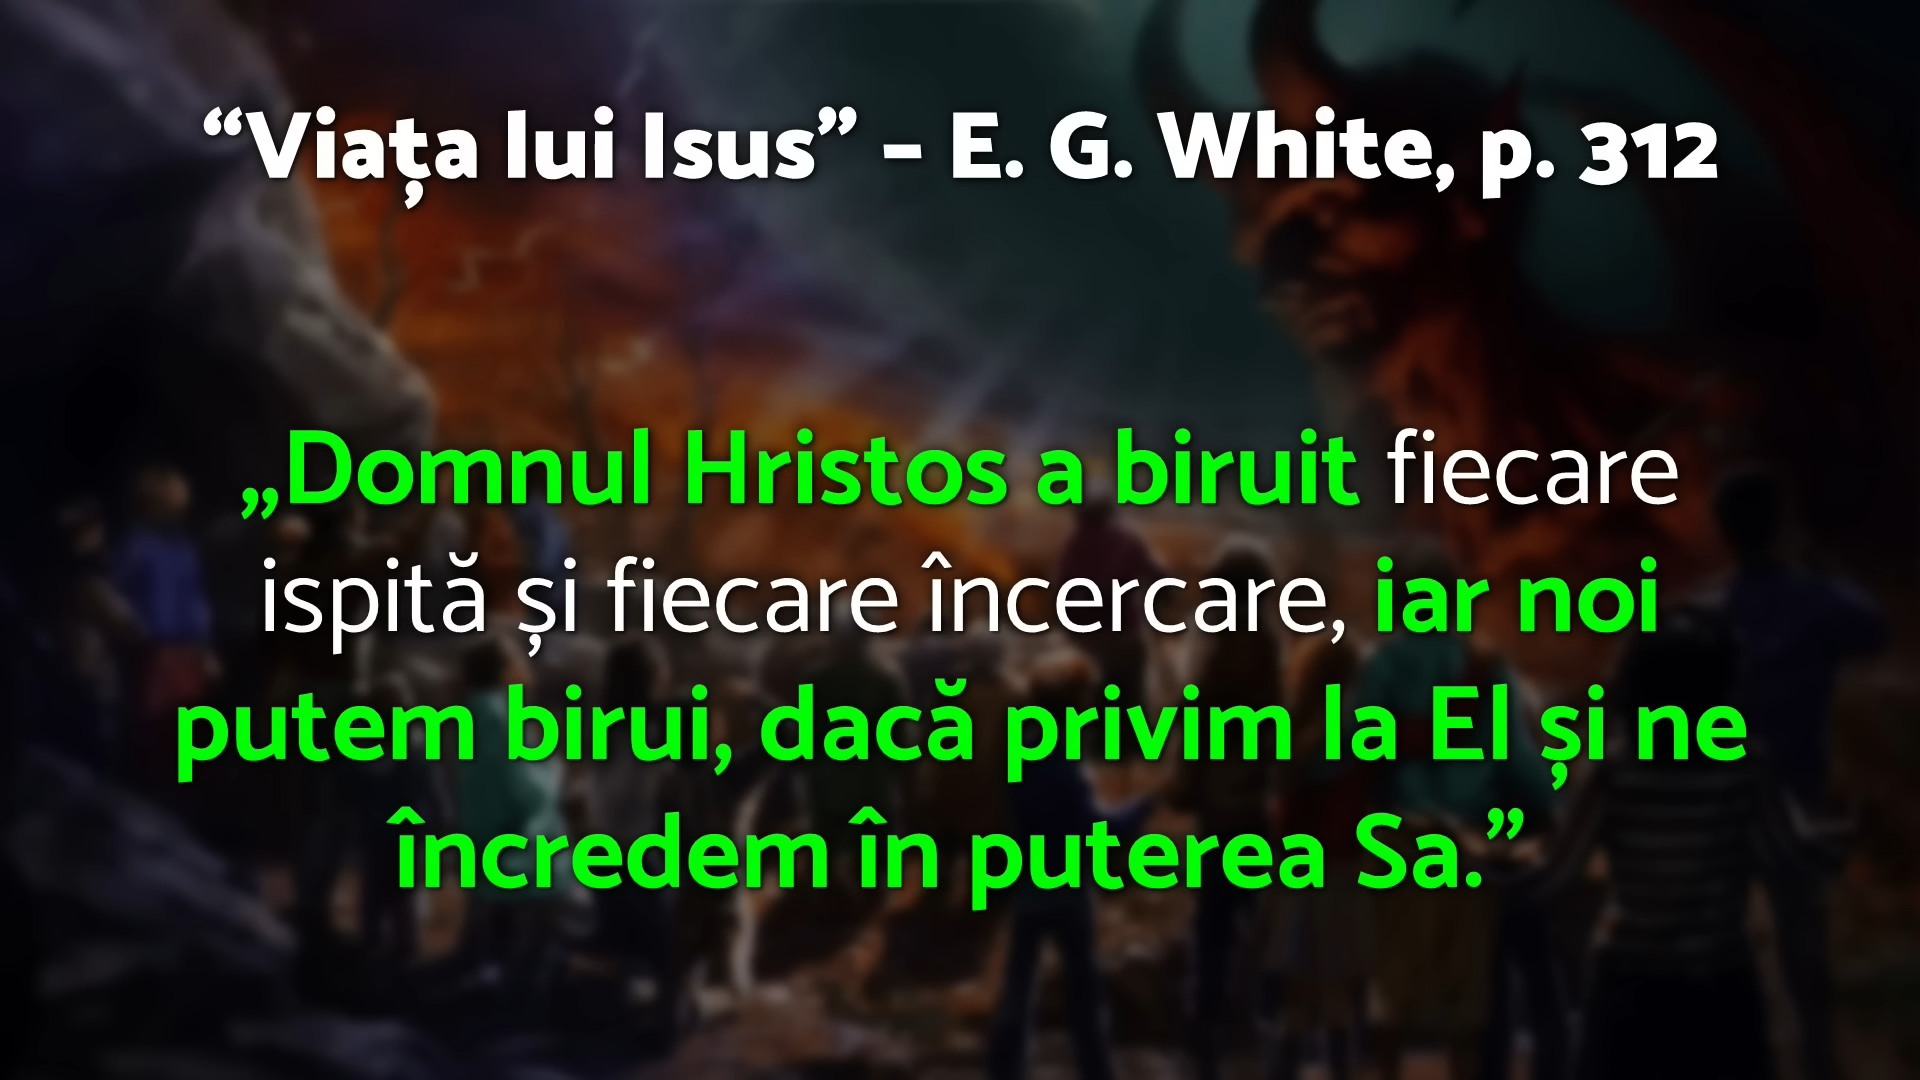 “Viața lui Isus” – E. G. White, p. 312
„Domnul Hristos a biruit fiecare
ispită și fiecare încercare, iar noi
putem birui, dacă privim la El și ne
încredem în puterea Sa.”